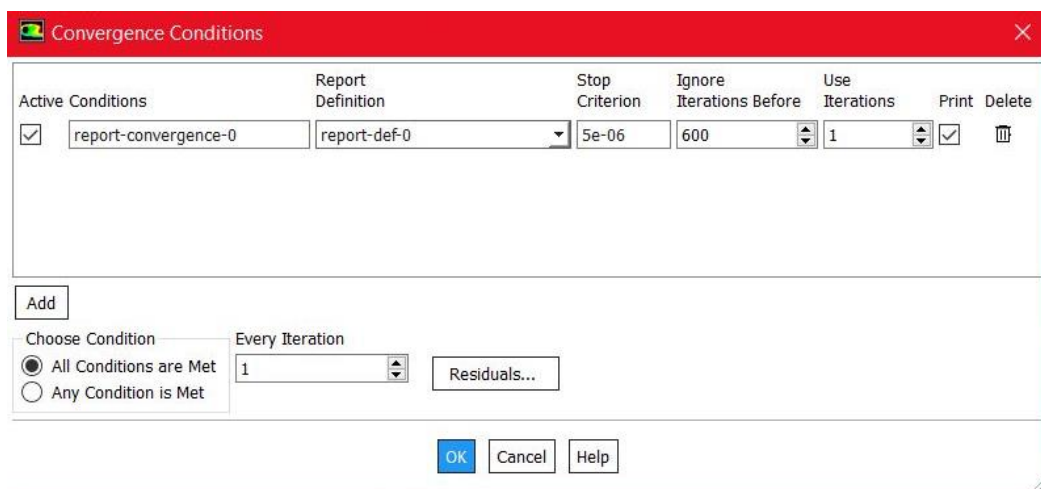 Convergence Conditions
Active Conditions Report Definition Stop Criterion Ignore Iterations Before Use Iterations Print Delete
report-convergence-0 report-def-0 5e-06 600 1
Add
Choose Condition Every Iteration
All Conditions are Met 1 Residuals...
Any Condition is Met
OK Cancel Help